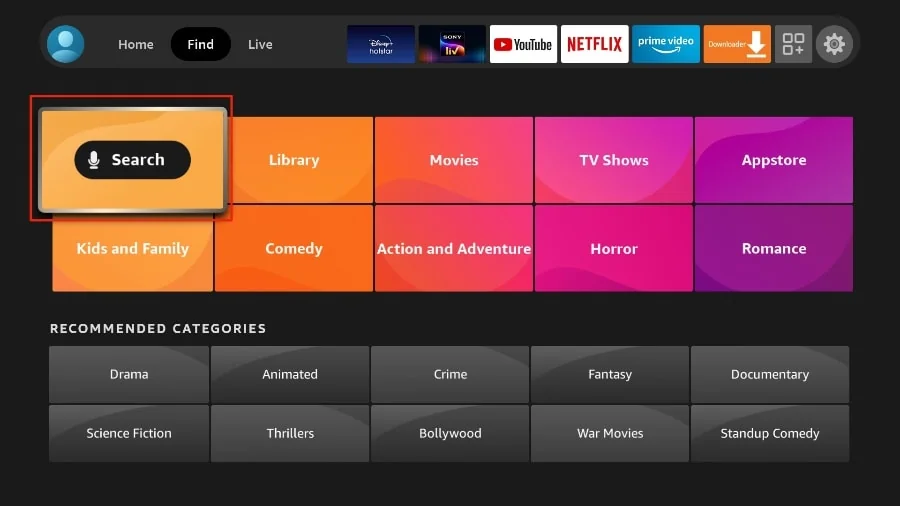 Home
Find
Live
Disney+
hotstar
SONY
liv
YouTube
NETFLIX
prime video
Downloader
Search
Library
Movies
TV Shows
Appstore
Kids and Family
Comedy
Action and Adventure
Horror
Romance
RECOMMENDED CATEGORIES
Drama
Animated
Crime
Fantasy
Documentary
Science Fiction
Thrillers
Bollywood
War Movies
Standup Comedy